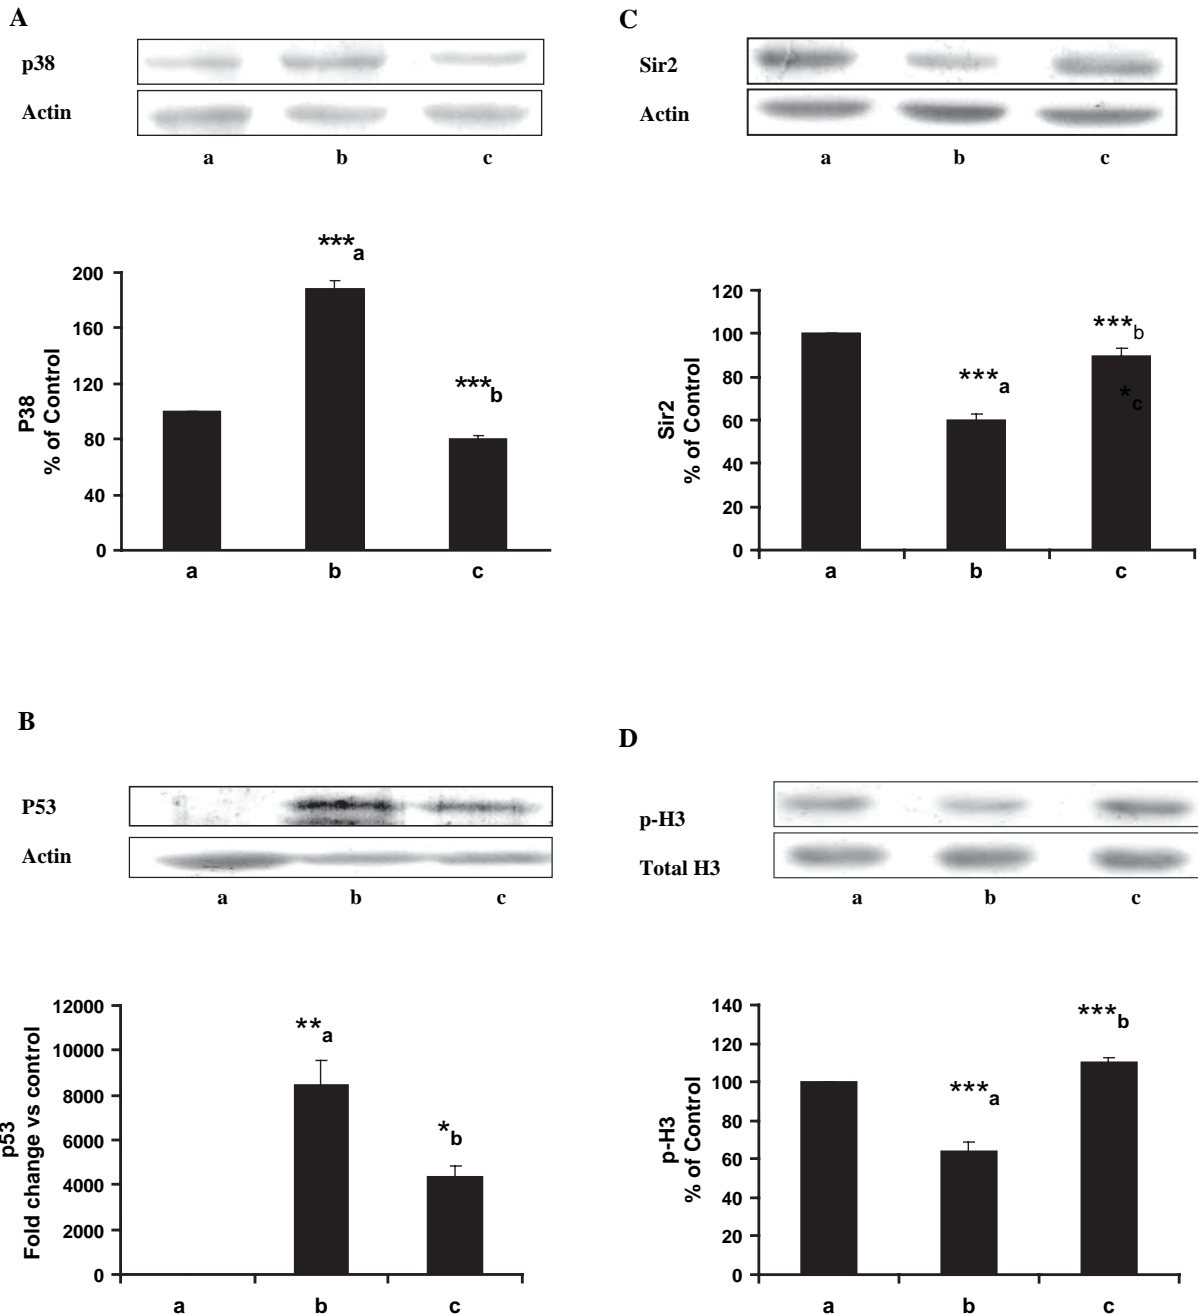 A
p38
Actin
a b c
***a
***b
200
160
120
80
40
0
P38
% of Control
a b c
B
P53
Actin
a b c
**a
*b
12000
10000
8000
6000
4000
2000
0
p53
Fold change vs control
a b c
C
Sir2
Actin
a b c
***a
***b
*c
120
100
80
60
40
20
0
Sir2
% of Control
a b c
D
p-H3
Total H3
a b c
***a
***b
140
120
100
80
60
40
20
0
p-H3
% of Control
a b c